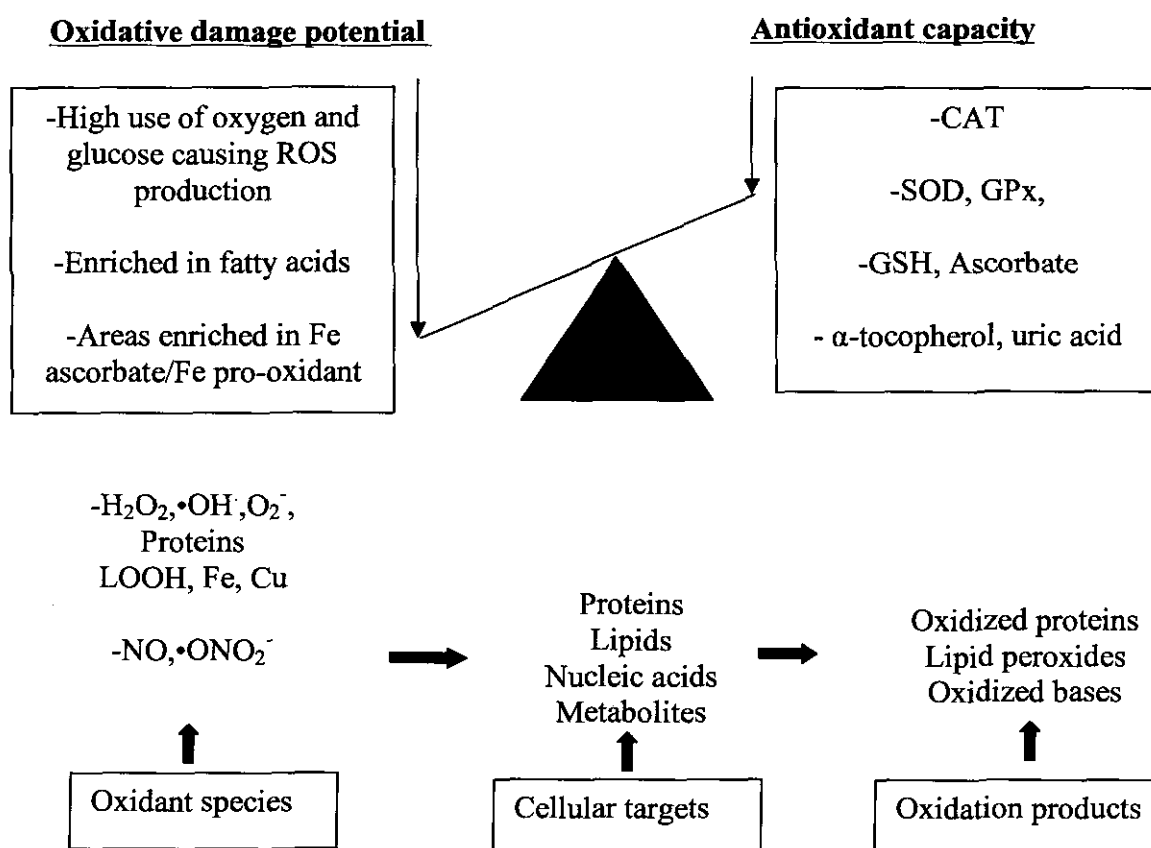 Oxidative damage potential
Antioxidant capacity
-High use of oxygen and
glucose causing ROS
production
-Enriched in fatty acids
-Areas enriched in Fe
ascorbate/Fe pro-oxidant
-CAT
-SOD, GPx,
-GSH, Ascorbate
- α-tocopherol, uric acid
-H₂O₂,•OH·,O₂⁻,
Proteins
LOOH, Fe, Cu
-NO,•ONO₂⁻
Proteins
Lipids
Nucleic acids
Metabolites
Oxidized proteins
Lipid peroxides
Oxidized bases
Oxidant species
Cellular targets
Oxidation products